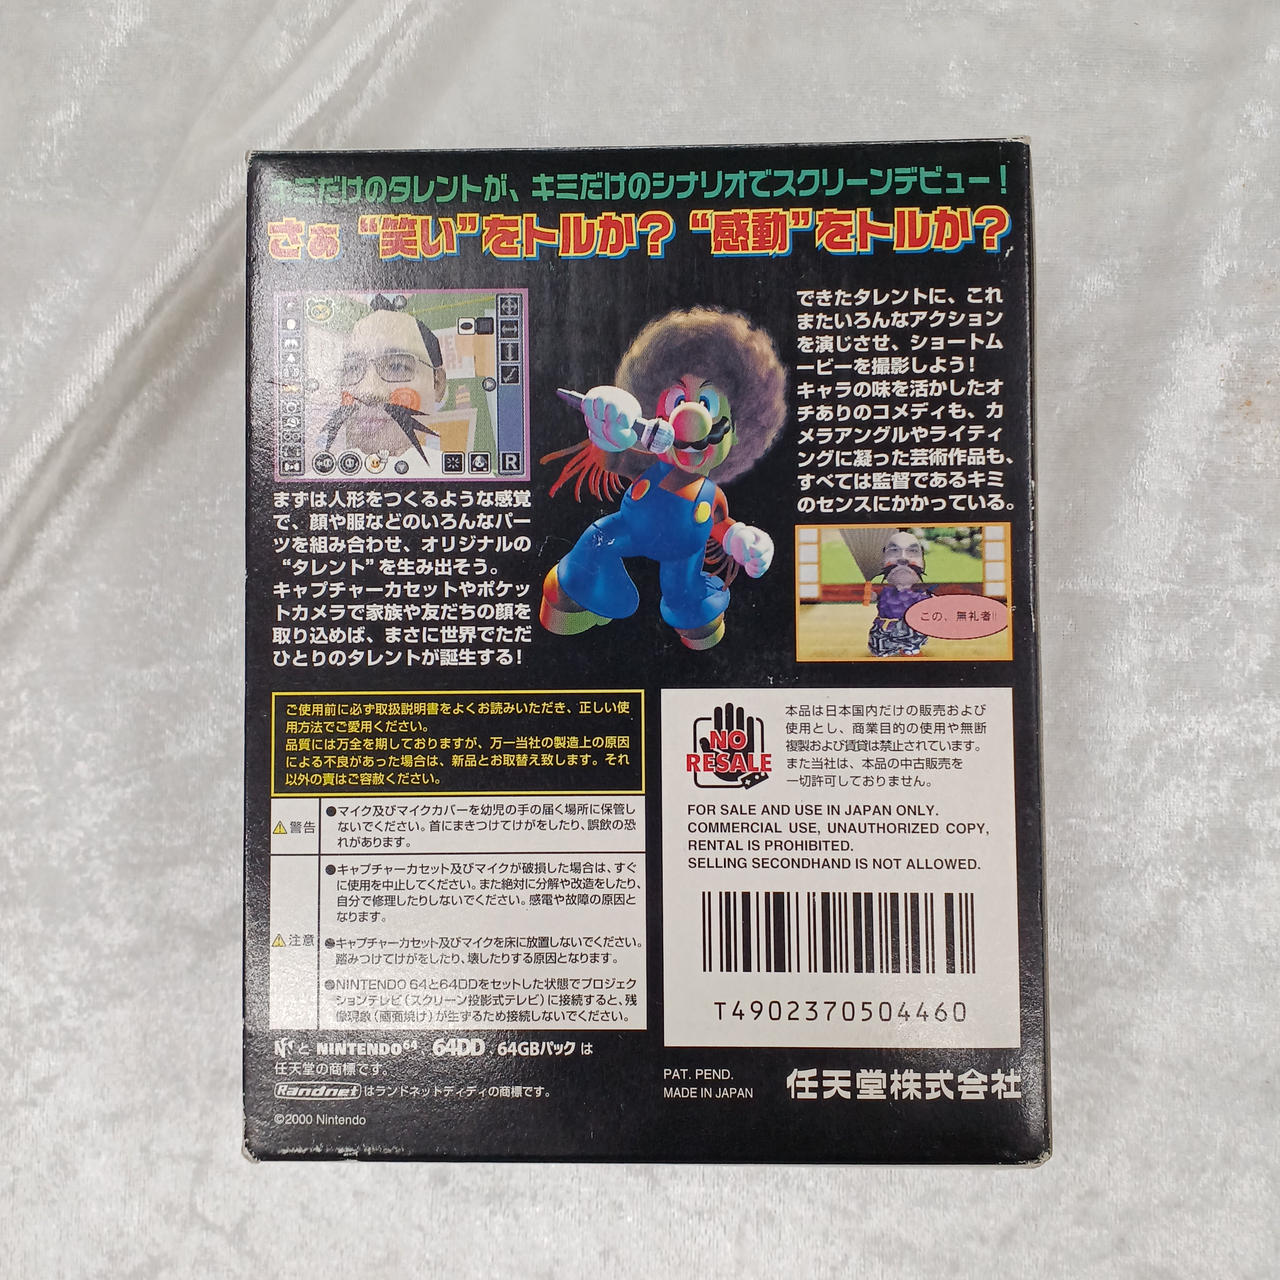 キミだけのタレントが、キミだけのシナリオでスクリーンデビュー！
さぁ“笑い”をトルか？“感動”をトルか？
R
まずは人形をつくるような感覚
で、顔や服などのいろんなパー
ツを組み合わせ、オリジナルの
“タレント”を生み出そう。
キャプチャーカセットやポケッ
トカメラで家族や友だちの顔を
取り込めば、まさに世界でただ
ひとりのタレントが誕生する！
できたタレントに、これ
またいろんなアクション
を演じさせ、ショートム
ービーを撮影しよう！
キャラの味を活かしたオ
チありのコメディも、カ
メラアングルやライティ
ングに凝った芸術作品も、
すべては監督であるキミ
のセンスにかかっている。
この、無礼者!!
ご使用前に必ず取扱説明書をよくお読みいただき、正しい使
用方法でご愛用ください。
品質には万全を期しておりますが、万一当社の製造上の原因
による不良があった場合は、新品とお取替え致します。それ
以外の責はご容赦ください。
警告
●マイク及びマイクカバーを幼児の手の届く場所に保管し
ないでください。首にまきつけてけがをしたり、誤飲の恐
れがあります。
注意
●キャプチャーカセット及びマイクが破損した場合は、すぐ
に使用を中止してください。また絶対に分解や改造をしたり、
自分で修理したりしないでください。感電や故障の原因と
なります。
●キャプチャーカセット及びマイクを床に放置しないでください。
踏みつけてけがをしたり、壊したりする原因となります。
●NINTENDO 64と64DDをセットした状態でプロジェク
ションテレビ（スクリーン投影式テレビ）に接続すると、残
像現象（画面焼け）が生ずるため接続しないでください。
と NINTENDO64、64DD、64GBパック は
任天堂の商標です。
Randnetはランドネットディディの商標です。
©2000 Nintendo
NO
RESALE
本品は日本国内だけの販売および
使用とし、商業目的の使用や無断
複製および賃貸は禁止されています。
また当社は、本品の中古販売を
一切許可しておりません。
FOR SALE AND USE IN JAPAN ONLY.
COMMERCIAL USE, UNAUTHORIZED COPY,
RENTAL IS PROHIBITED.
SELLING SECONDHAND IS NOT ALLOWED.
T4902370504460
PAT. PEND.
MADE IN JAPAN
任天堂株式会社